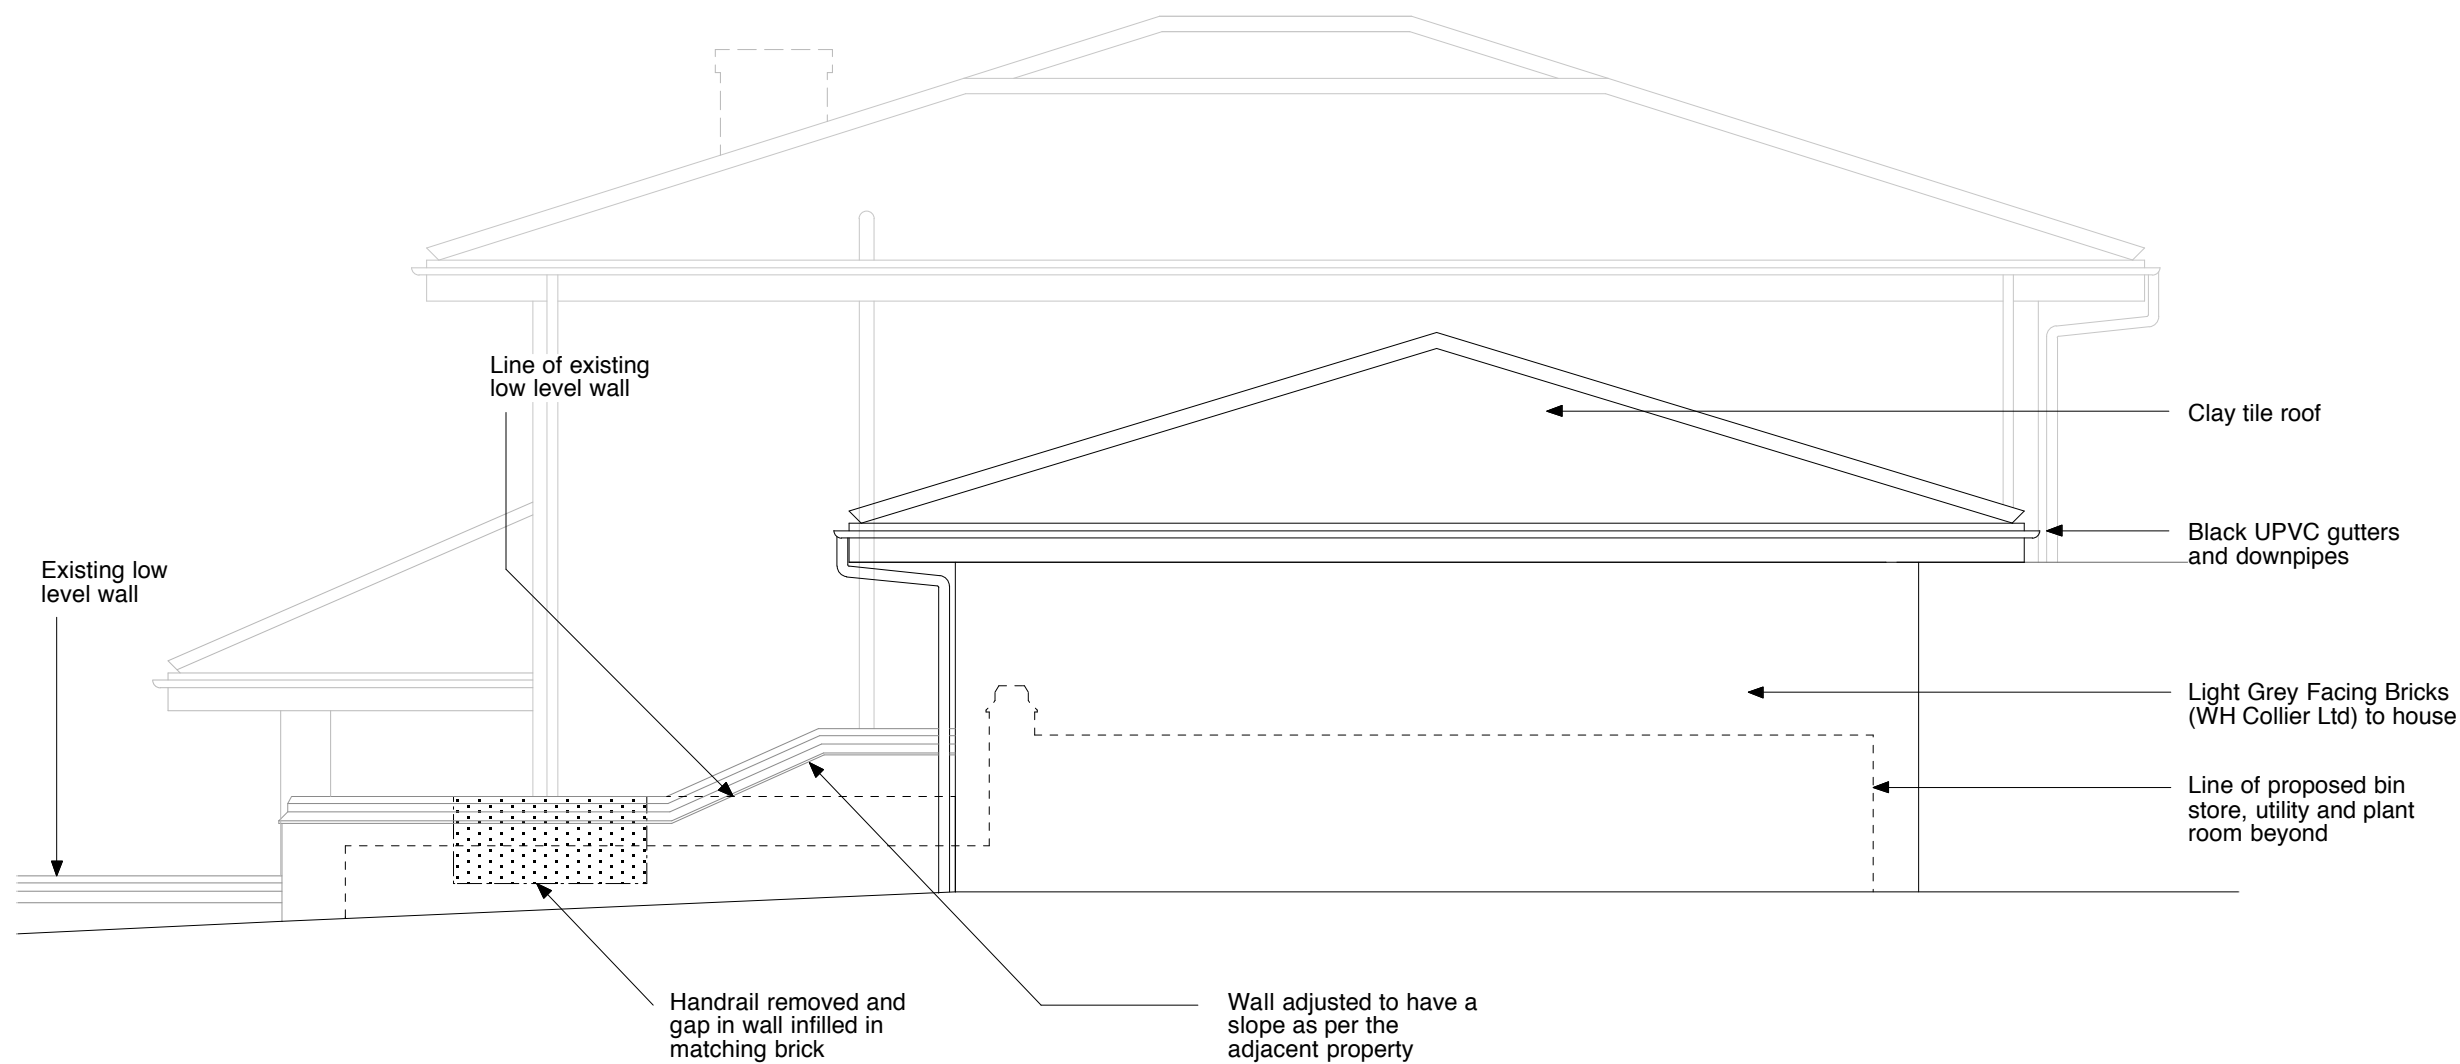 Line of existing
low level wall
Clay tile roof
Black UPVC gutters
and downpipes
Existing low
level wall
Light Grey Facing Bricks
(WH Collier Ltd) to house
Line of proposed bin
store, utility and plant
room beyond
Handrail removed and
gap in wall infilled in
matching brick
Wall adjusted to have a
slope as per the
adjacent property